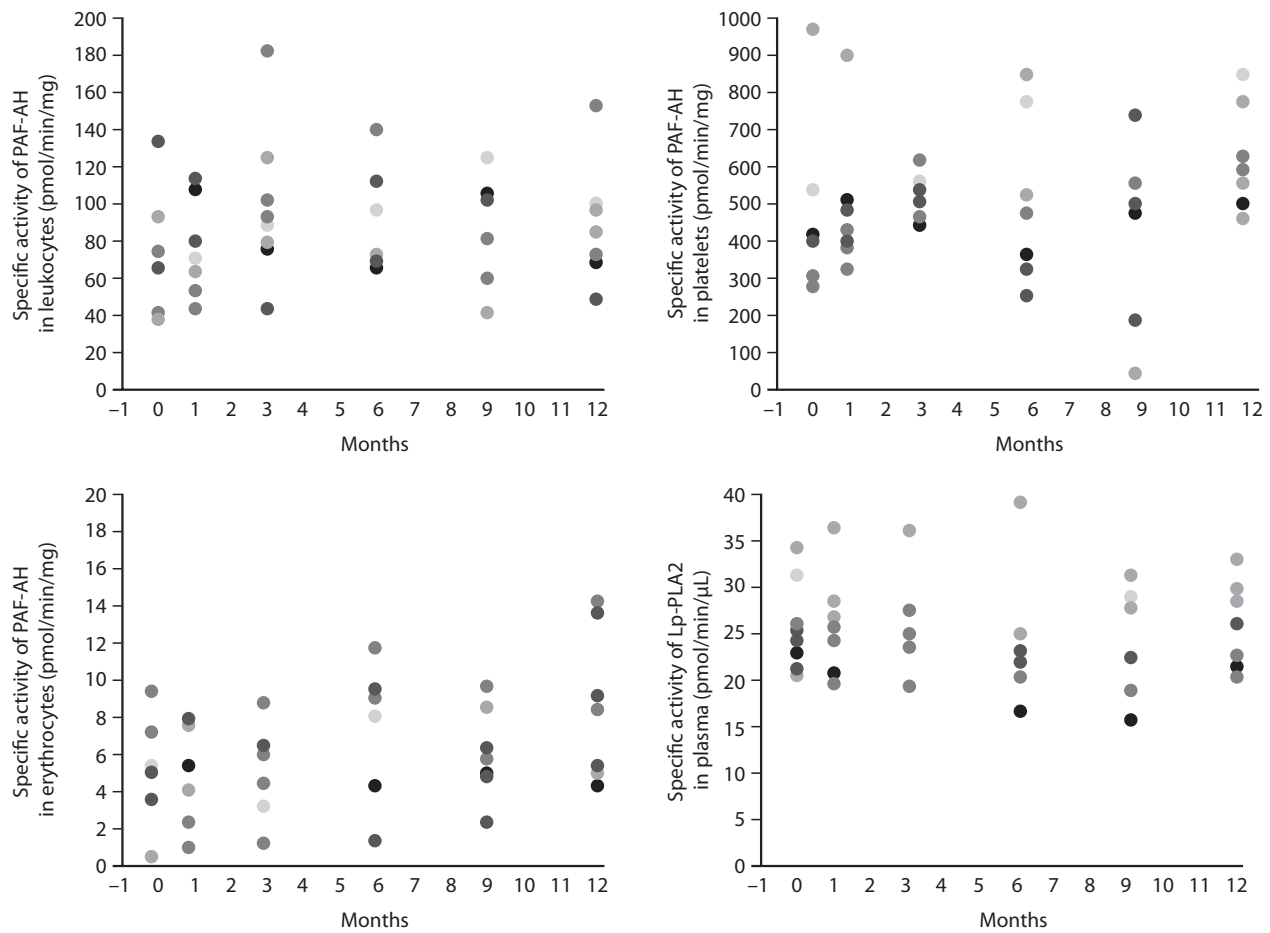 Specific activity of PAF-AH
in leukocytes (pmol/min/mg)
200
180
160
140
120
100
80
60
40
20
0
–1 0 1 2 3 4 5 6 7 8 9 10 11 12
Months
Specific activity of PAF-AH
in platelets (pmol/min/mg)
1000
900
800
700
600
500
400
300
200
100
0
–1 0 1 2 3 4 5 6 7 8 9 10 11 12
Months
Specific activity of PAF-AH
in erythrocytes (pmol/min/mg)
20
18
16
14
12
10
8
6
4
2
0
–1 0 1 2 3 4 5 6 7 8 9 10 11 12
Months
Specific activity of Lp-PLA2
in plasma (pmol/min/μL)
40
35
30
25
20
15
10
5
0
–1 0 1 2 3 4 5 6 7 8 9 10 11 12
Months